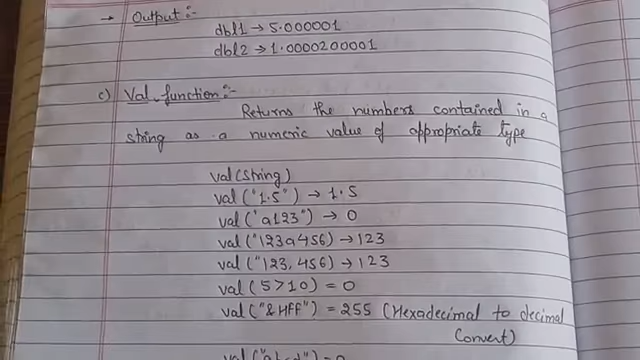 → Output:-
dbl1 → 5.000001
dbl2 → 1.0000200001
c) Val function:-
Returns the numbers contained in a
string as a numeric value of appropriate type
val(string)
val("1.5") → 1.5
val("a123") → 0
val("123a456) → 123
val("123,456) → 123
val(5>10) = 0
val("&HFF") = 255 (Hexadecimal to decimal
Convert)